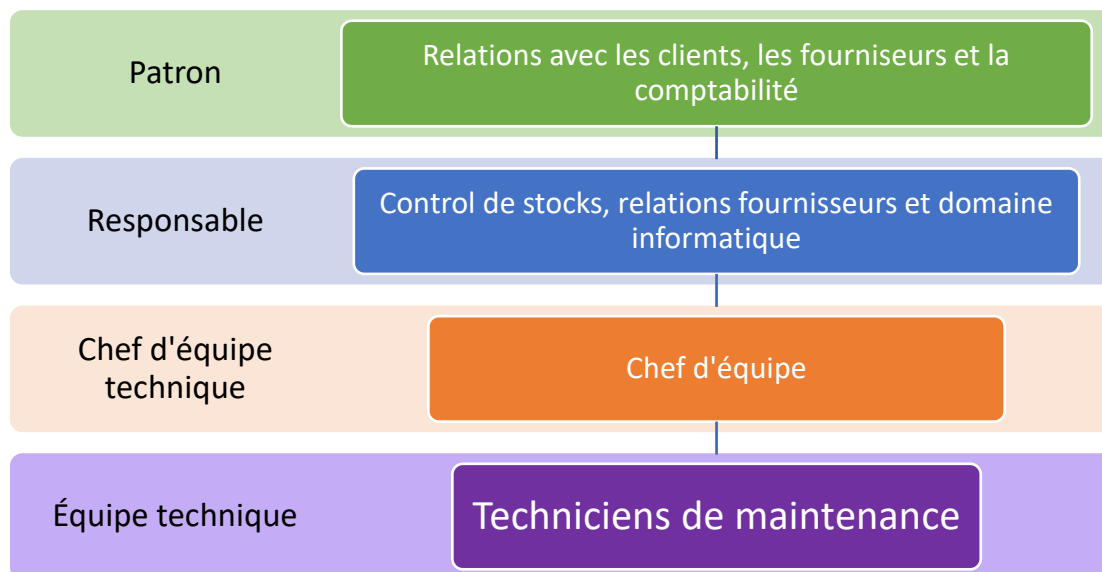 Patron
Relations avec les clients, les fourniseurs et la
comptabilité
Responsable
Control de stocks, relations fournisseurs et domaine
informatique
Chef d'équipe
technique
Chef d'équipe
Équipe technique
Techniciens de maintenance